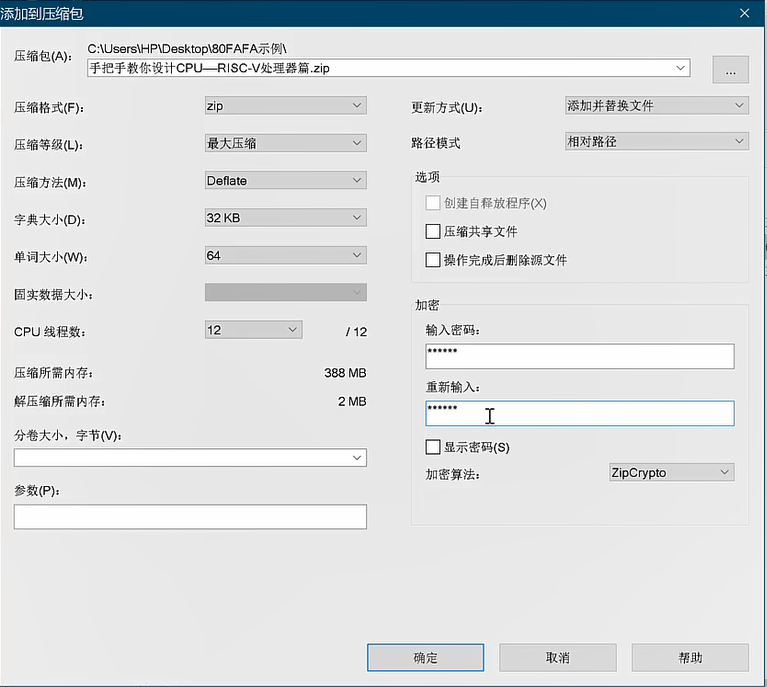 添加到压缩包
压缩包(A):
C:\Users\HP\Desktop\80FAFA示例\
手把手教你设计CPU—RISC-V处理器篇.zip
...
压缩格式(F):
zip
压缩等级(L):
最大压缩
压缩方法(M):
Deflate
字典大小(D):
32 KB
单词大小(W):
64
固实数据大小:
CPU 线程数:
12
/ 12
压缩所需内存:
388 MB
解压缩所需内存:
2 MB
分卷大小，字节(V):
参数(P):
更新方式(U):
添加并替换文件
路径模式
相对路径
选项
创建自释放程序(X)
压缩共享文件
操作完成后删除源文件
加密
输入密码:
******
重新输入:
******
显示密码(S)
加密算法:
ZipCrypto
确定
取消
帮助